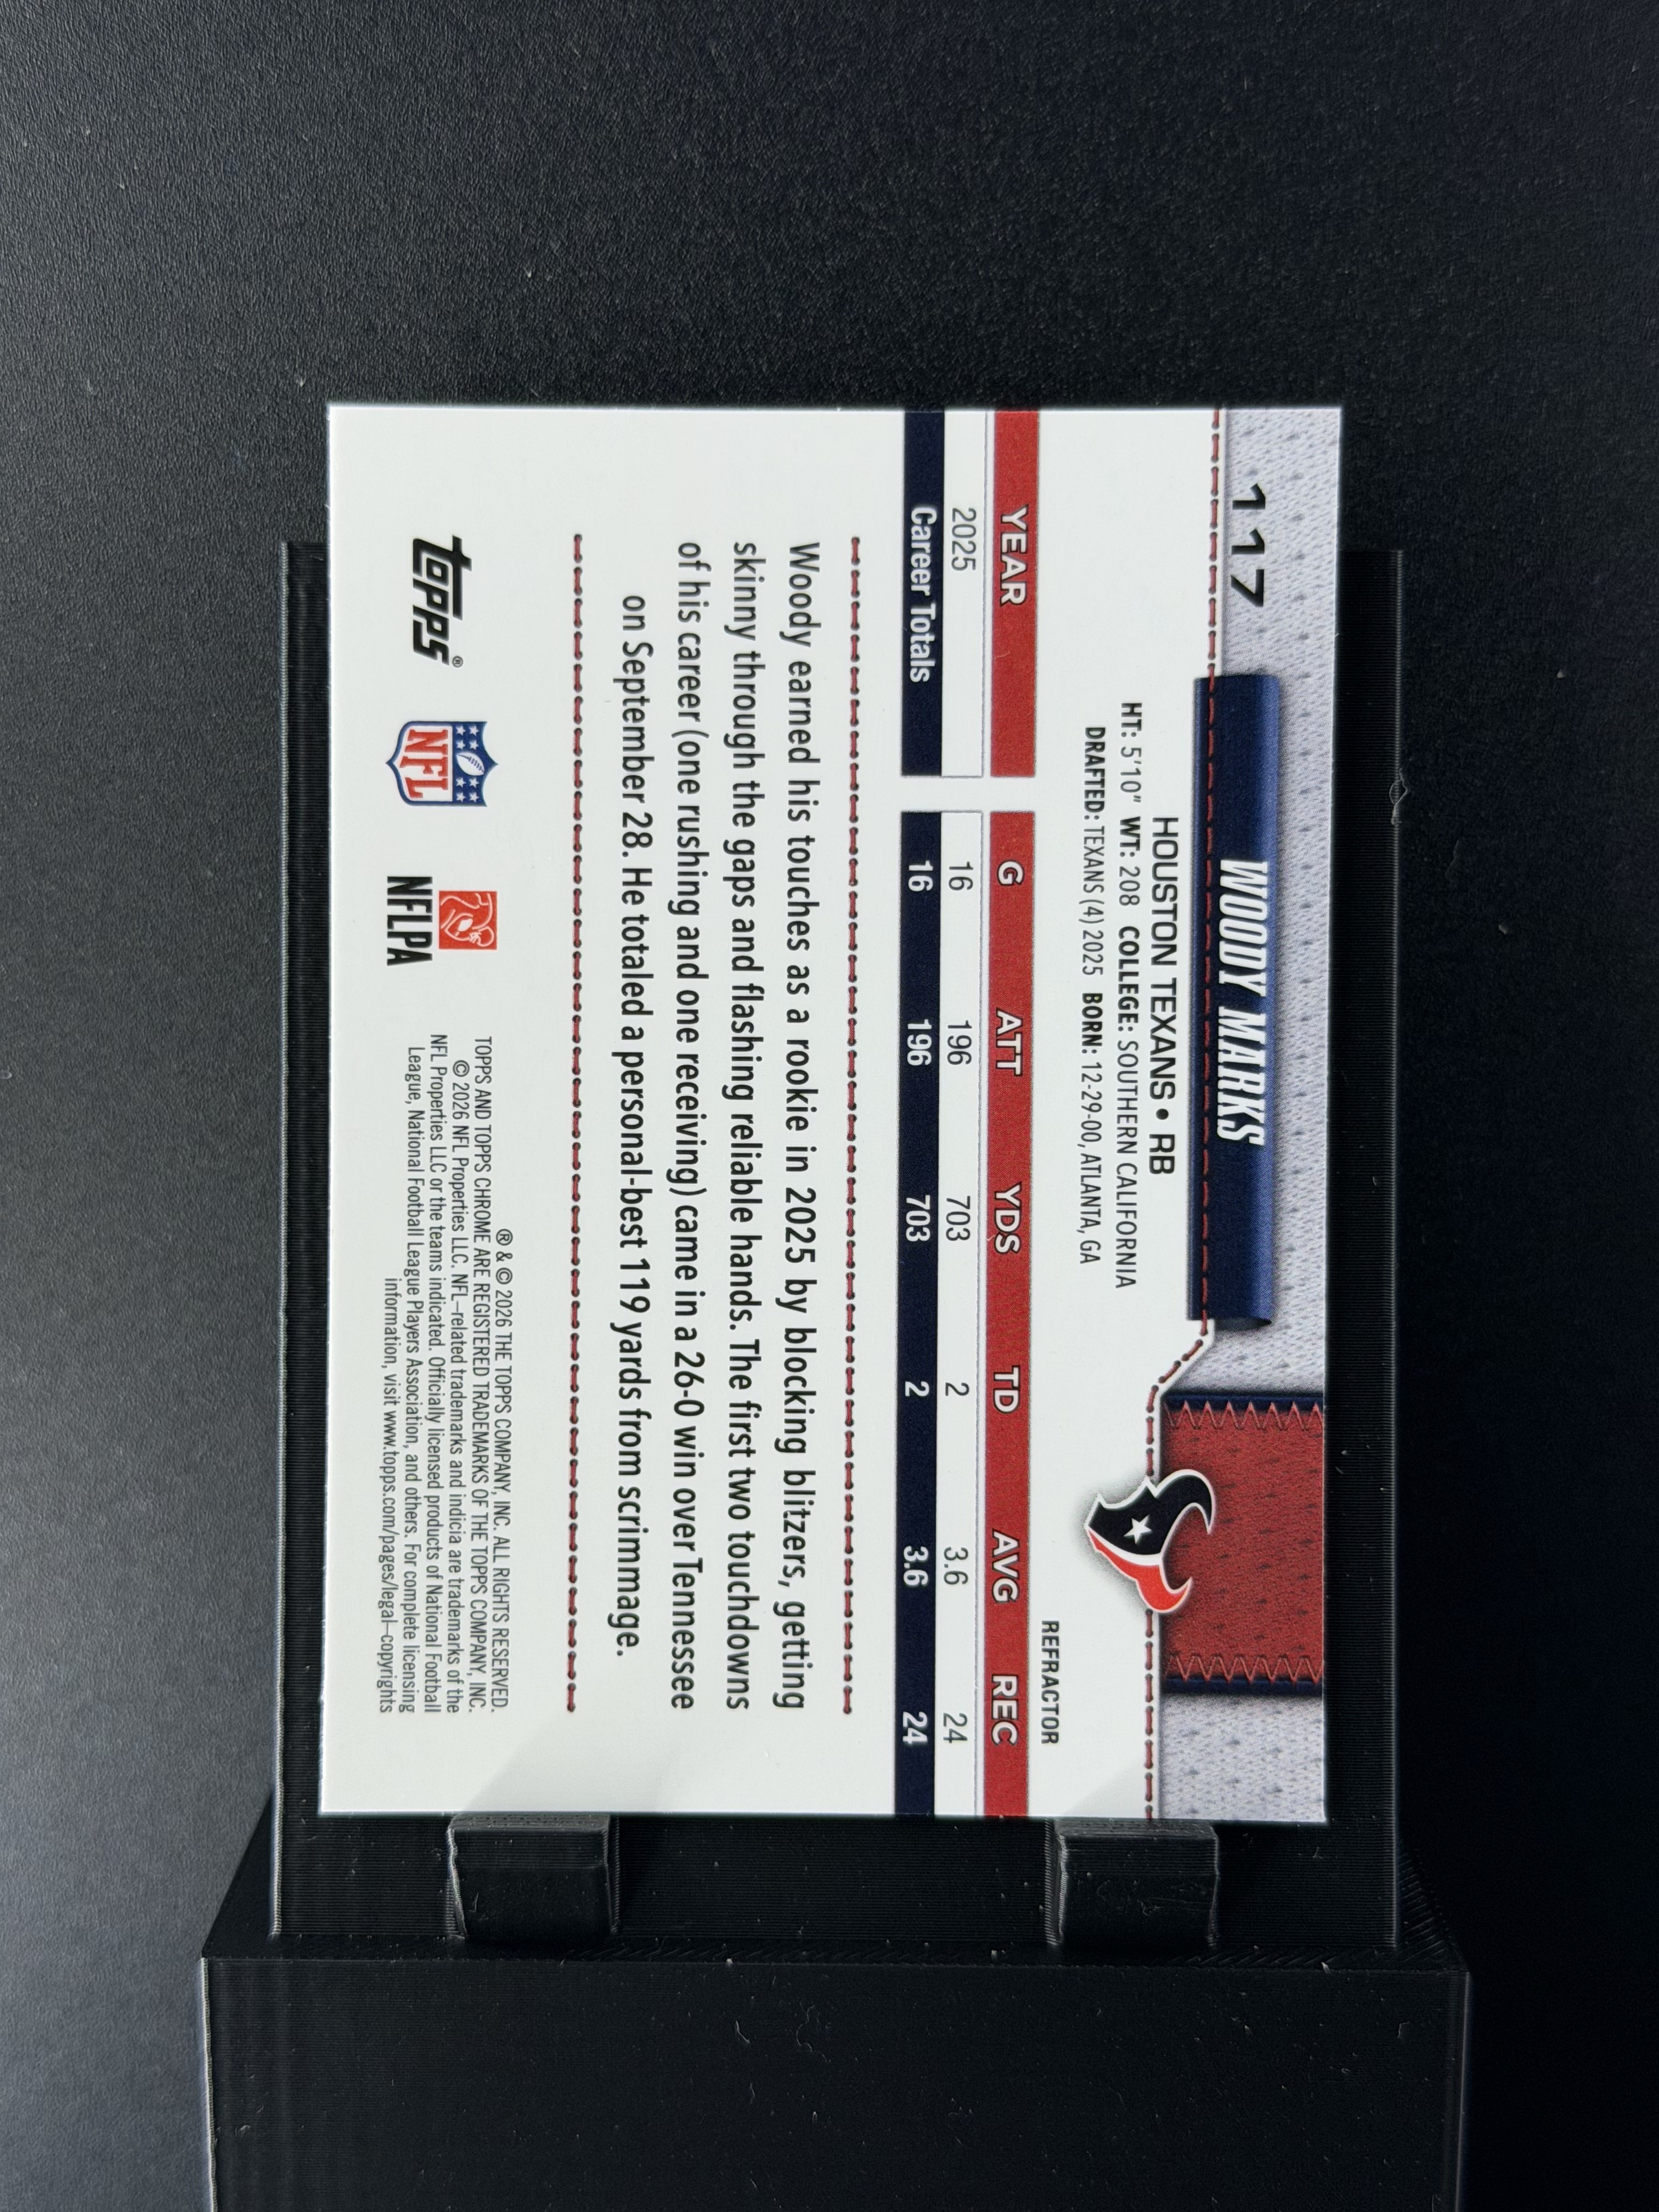 117
WOODY MARKS
HOUSTON TEXANS • RB
HT: 5'10" WT: 208 COLLEGE: SOUTHERN CALIFORNIA
DRAFTED: TEXANS (4) 2025 BORN: 12-29-00, ATLANTA, GA
REFRACTOR
YEAR G ATT YDS TD AVG REC
2025 16 196 703 2 3.6 24
Career Totals 16 196 703 2 3.6 24
Woody earned his touches as a rookie in 2025 by blocking blitzers, getting
skinny through the gaps and flashing reliable hands. The first two touchdowns
of his career (one rushing and one receiving) came in a 26-0 win over Tennessee
on September 28. He totaled a personal-best 119 yards from scrimmage.
topps®
NFL
NFLPA
® & © 2026 THE TOPPS COMPANY, INC. ALL RIGHTS RESERVED.
TOPPS AND TOPPS CHROME ARE REGISTERED TRADEMARKS OF THE TOPPS COMPANY, INC.
© 2026 NFL Properties LLC. NFL–related trademarks and indicia are trademarks of the
NFL Properties LLC or the teams indicated. Officially licensed products of National Football
League, National Football League Players Association, and others. For complete licensing
information, visit www.topps.com/pages/legal–copyrights